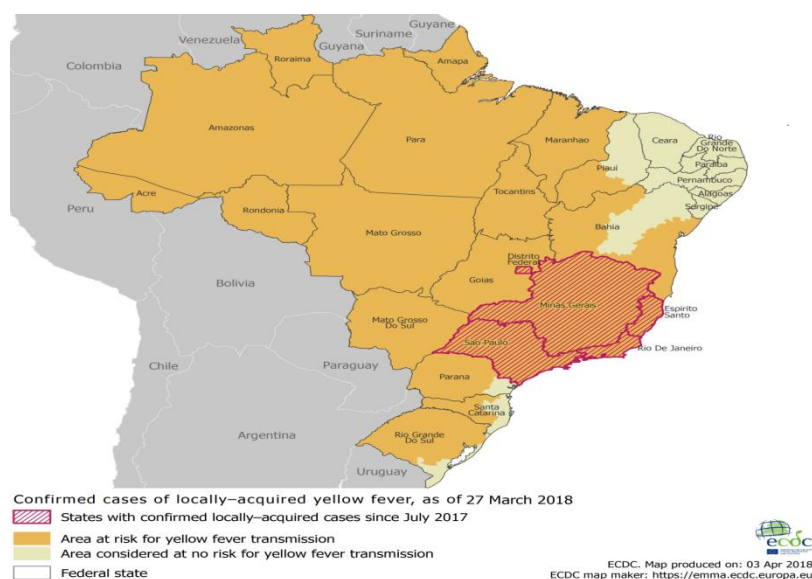 Guyane
Suriname
Venezuela
Guyana
Colombia
Roraima
Amapa
Amazonas
Para
Maranhao
Ceara
Rio
Grande
Do Norte
Piaui
Paraiba
Pernambuco
Alagoas
Sergipe
Acre
Tocantins
Peru
Rondonia
Mato Grosso
Bahia
Distrito
Federal
Goias
Bolivia
Minas Gerais
Mato Grosso
Do Sul
Espirito
Santo
Sao Paulo
Rio De Janeiro
Chile
Paraguay
Parana
Santa
Catarina
Argentina
Rio Grande
Do Sul
Uruguay
Confirmed cases of locally-acquired yellow fever, as of 27 March 2018
States with confirmed locally-acquired cases since July 2017
Area at risk for yellow fever transmission
Area considered at no risk for yellow fever transmission
Federal state
ecdc
ECDC. Map produced on: 03 Apr 2018
ECDC map maker: https://emma.ecdc.europa.eu